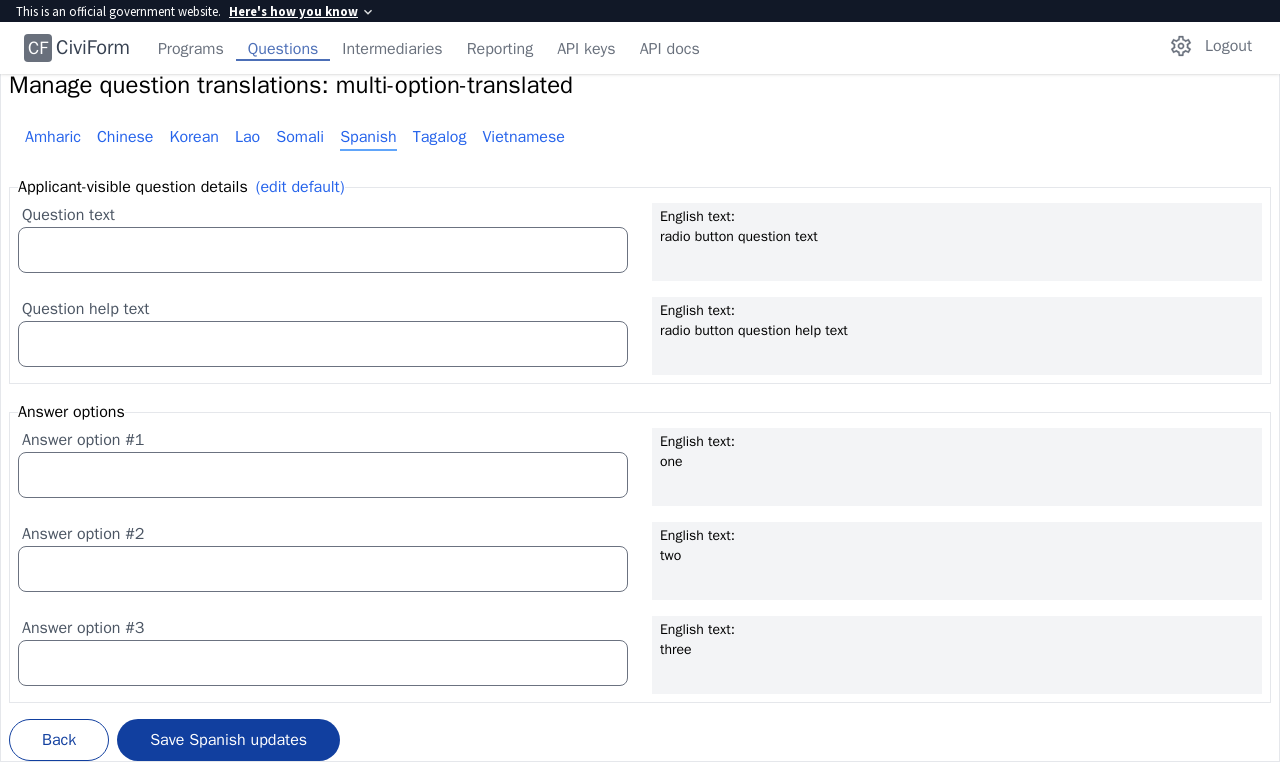 This is an official government website. Here's how you know
CF CiviForm Programs Questions Intermediaries Reporting API keys API docs Logout
Manage question translations: multi-option-translated
Amharic Chinese Korean Lao Somali Spanish Tagalog Vietnamese
Applicant-visible question details (edit default)
Question text
English text:
radio button question text
Question help text
English text:
radio button question help text
Answer options
Answer option #1
English text:
one
Answer option #2
English text:
two
Answer option #3
English text:
three
Back Save Spanish updates